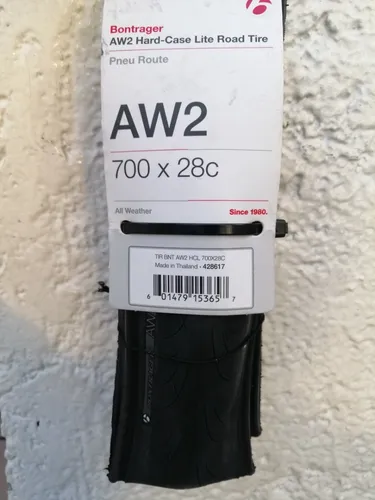 Bontrager
AW2 Hard-Case Lite Road Tire
Pneu Route
AW2
700 x 28c
All Weather
Since 1980.
TIR BNT AW2 HCL 700X28C
Made in Thailand - 428617
6 01479 15365 7
AW2